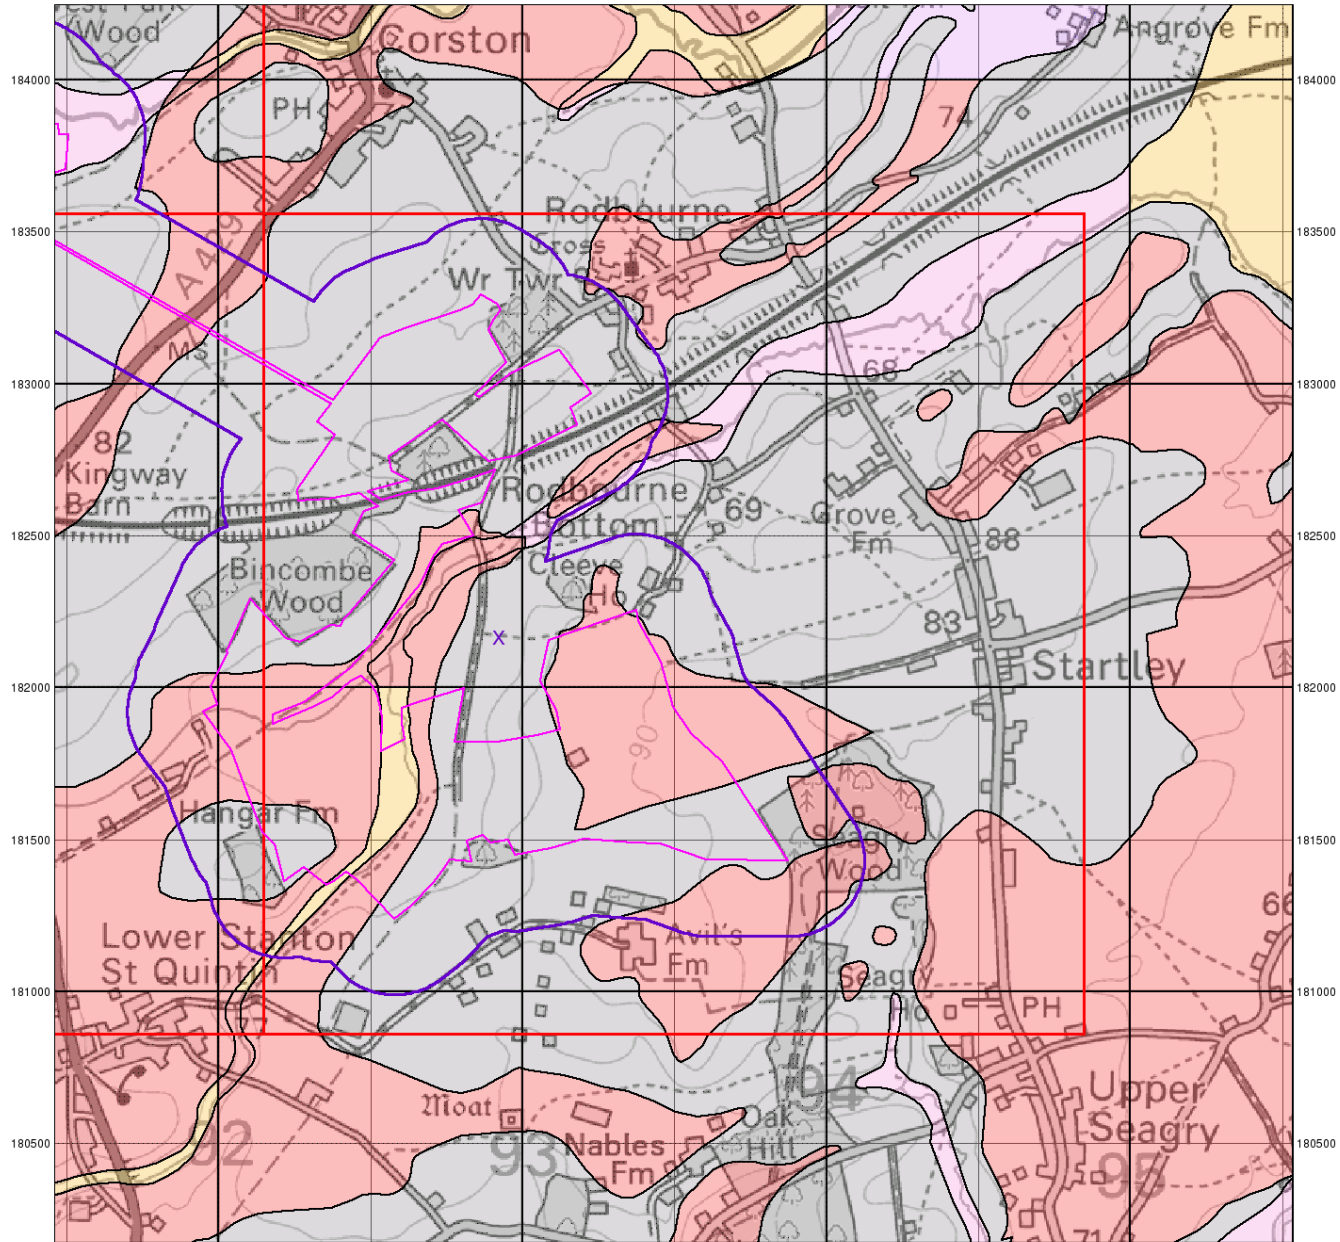 Wood
Corston
Angrove Fm
184000
184000
PH
74
Rodbourne
183500
183500
Cross
A 429
Wr Twr
MS
183000
183000
68
82
Kingway
Barn
Rodbourne
Bottom
69
Grove
Fm
182500
182500
88
Bincombe
Wood
Cleeve
Ho
X
83
Startley
182000
182000
90
Hangar Fm
181500
181500
Seagry
Wood
66
Lower Stanton
St Quintin
Avil's
Fm
Seagry
Ho
181000
181000
77
PH
94
Upper
Seagry
Moat
Oak
Hill
180500
180500
92
93
Nables
Fm
95
71